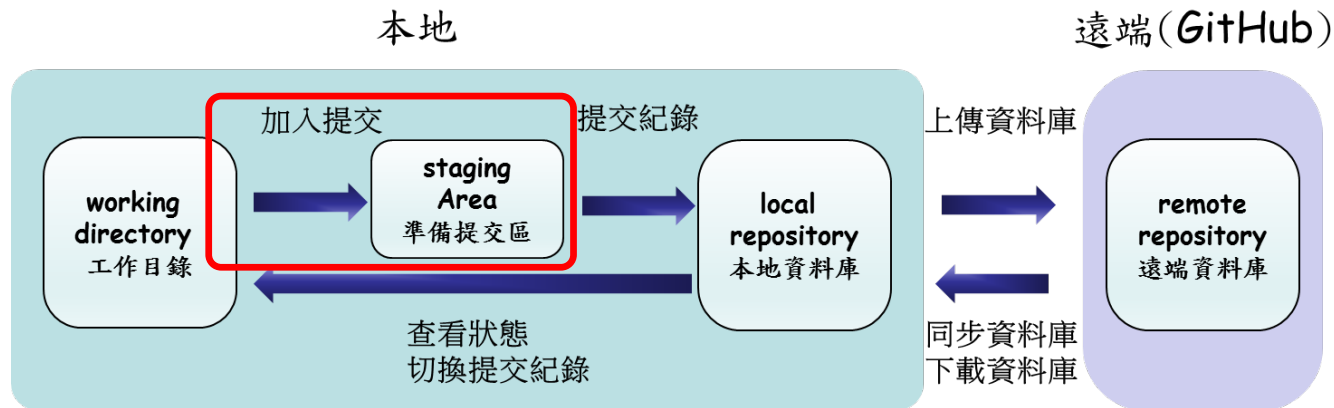 本地
遠端(GitHub)
加入提交
提交紀錄
上傳資料庫
working
directory
工作目錄
staging
Area
準備提交區
local
repository
本地資料庫
remote
repository
遠端資料庫
查看狀態
切換提交紀錄
同步資料庫
下載資料庫